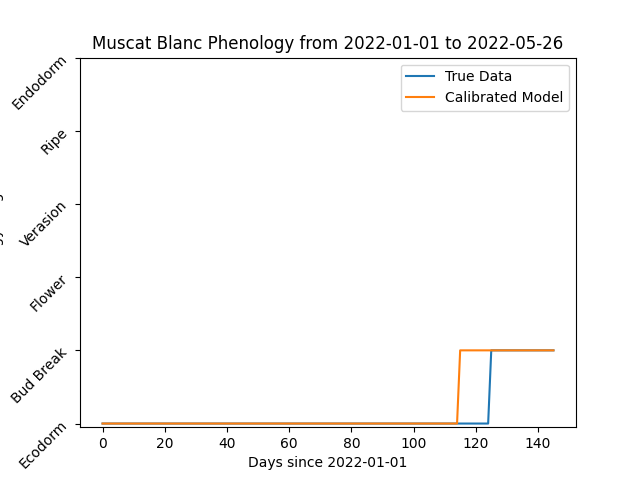 Muscat Blanc Phenology from 2022-01-01 to 2022-05-26
True Data
Calibrated Model
Endodorm
Ripe
Verasion
Flower
Bud Break
Ecodorm
0 20 40 60 80 100 120 140
Days since 2022-01-01